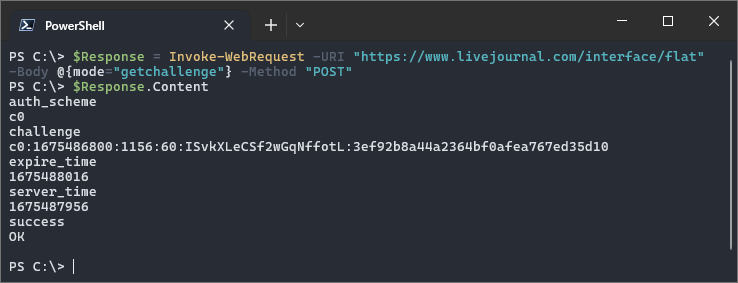 PowerShell
PS C:\> $Response = Invoke-WebRequest -URI "https://www.livejournal.com/interface/flat"
-Body @{mode="getchallenge"} -Method "POST"
PS C:\> $Response.Content
auth_scheme
c0
challenge
c0:1675486800:1156:60:ISvkXLeCSf2wGqNffotL:3ef92b8a44a2364bf0afea767ed35d10
expire_time
1675488016
server_time
1675487956
success
OK
PS C:\>